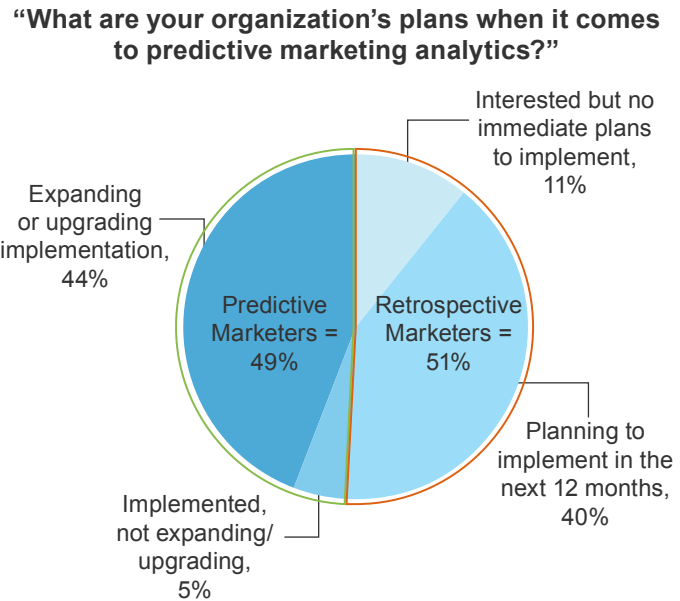 “What are your organization’s plans when it comes
to predictive marketing analytics?”
Interested but no
immediate plans
to implement,
11%
Expanding
or upgrading
implementation,
44%
Predictive
Marketers =
49%
Retrospective
Marketers =
51%
Planning to
implement in the
next 12 months,
40%
Implemented,
not expanding/
upgrading,
5%